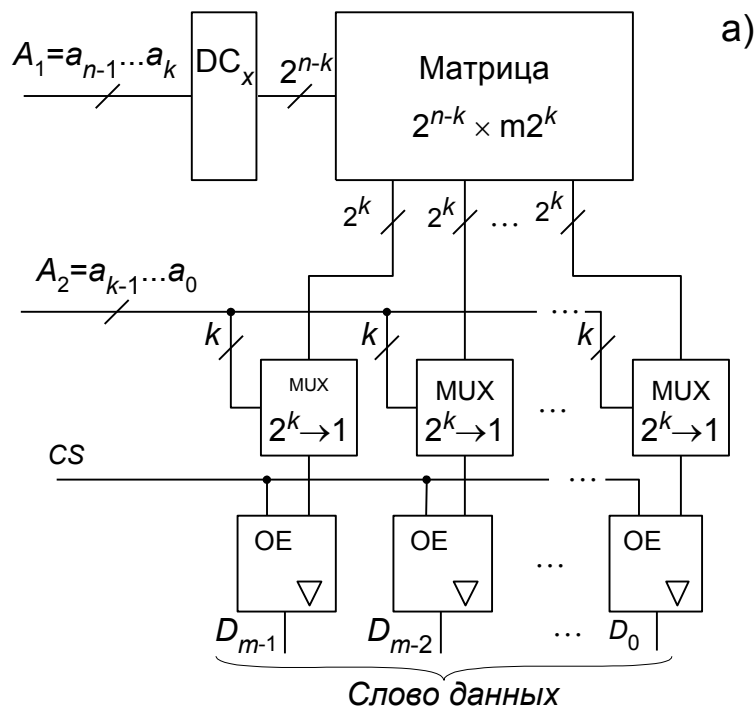 а)
A₁=aₙ₋₁...aₖ
DCₓ
2ⁿ⁻ᵏ
Матрица
2ⁿ⁻ᵏ × m2ᵏ
2ᵏ 2ᵏ ... 2ᵏ
A₂=aₖ₋₁...a₀
...
k k k
MUX MUX MUX
2ᵏ→1 2ᵏ→1 ... 2ᵏ→1
CS
...
OE OE OE
...
Dₘ₋₁ Dₘ₋₂ ... D₀
Слово данных